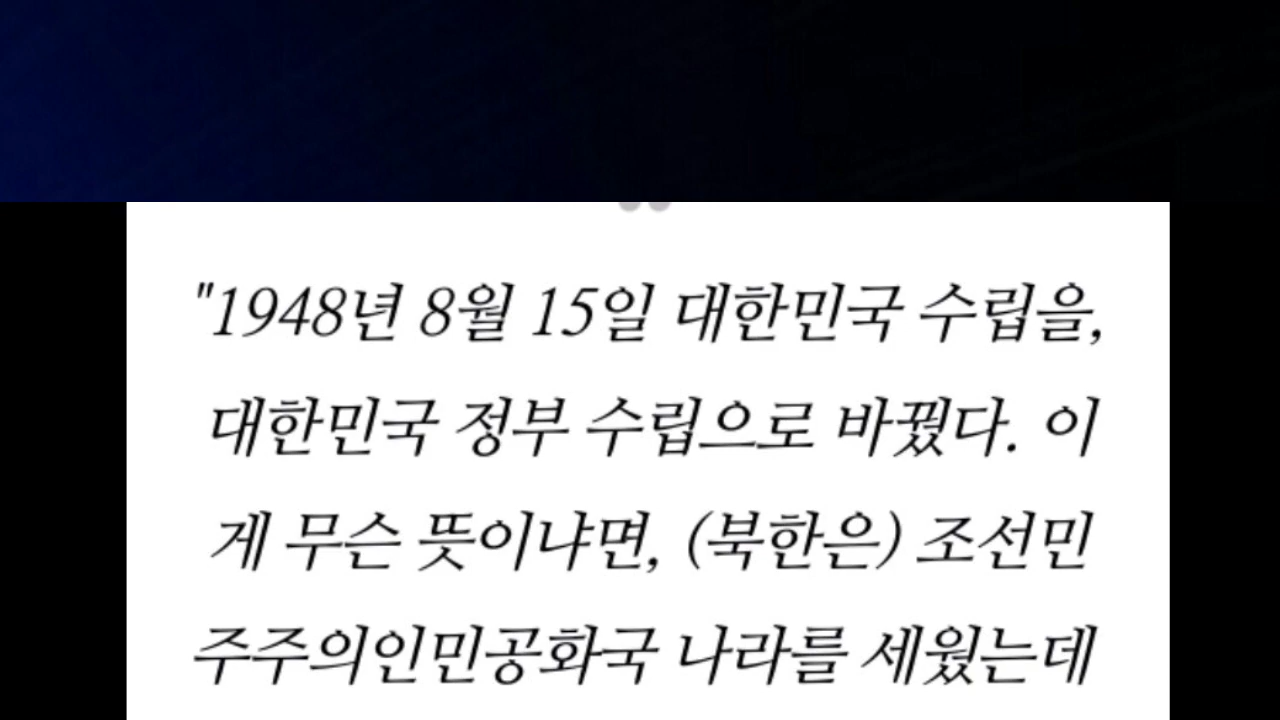 "1948년 8월 15일 대한민국 수립을,
대한민국 정부 수립으로 바꿨다. 이
게 무슨 뜻이냐면, (북한은) 조선민
주주의인민공화국 나라를 세웠는데